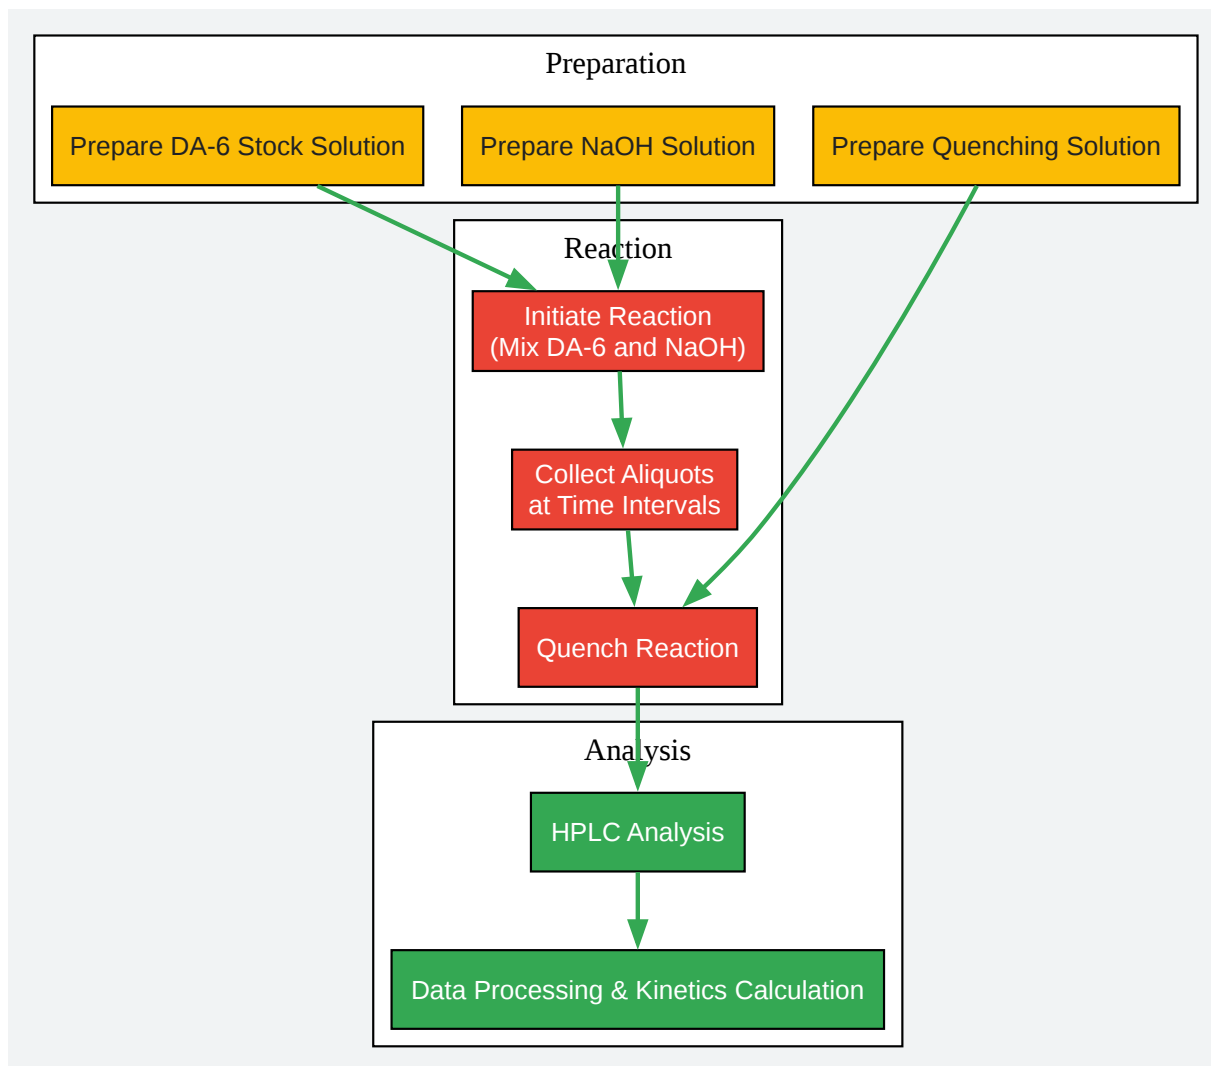 Preparation
Prepare DA-6 Stock Solution
Prepare NaOH Solution
Prepare Quenching Solution
Reaction
Initiate Reaction
(Mix DA-6 and NaOH)
Collect Aliquots
at Time Intervals
Quench Reaction
Analysis
HPLC Analysis
Data Processing & Kinetics Calculation